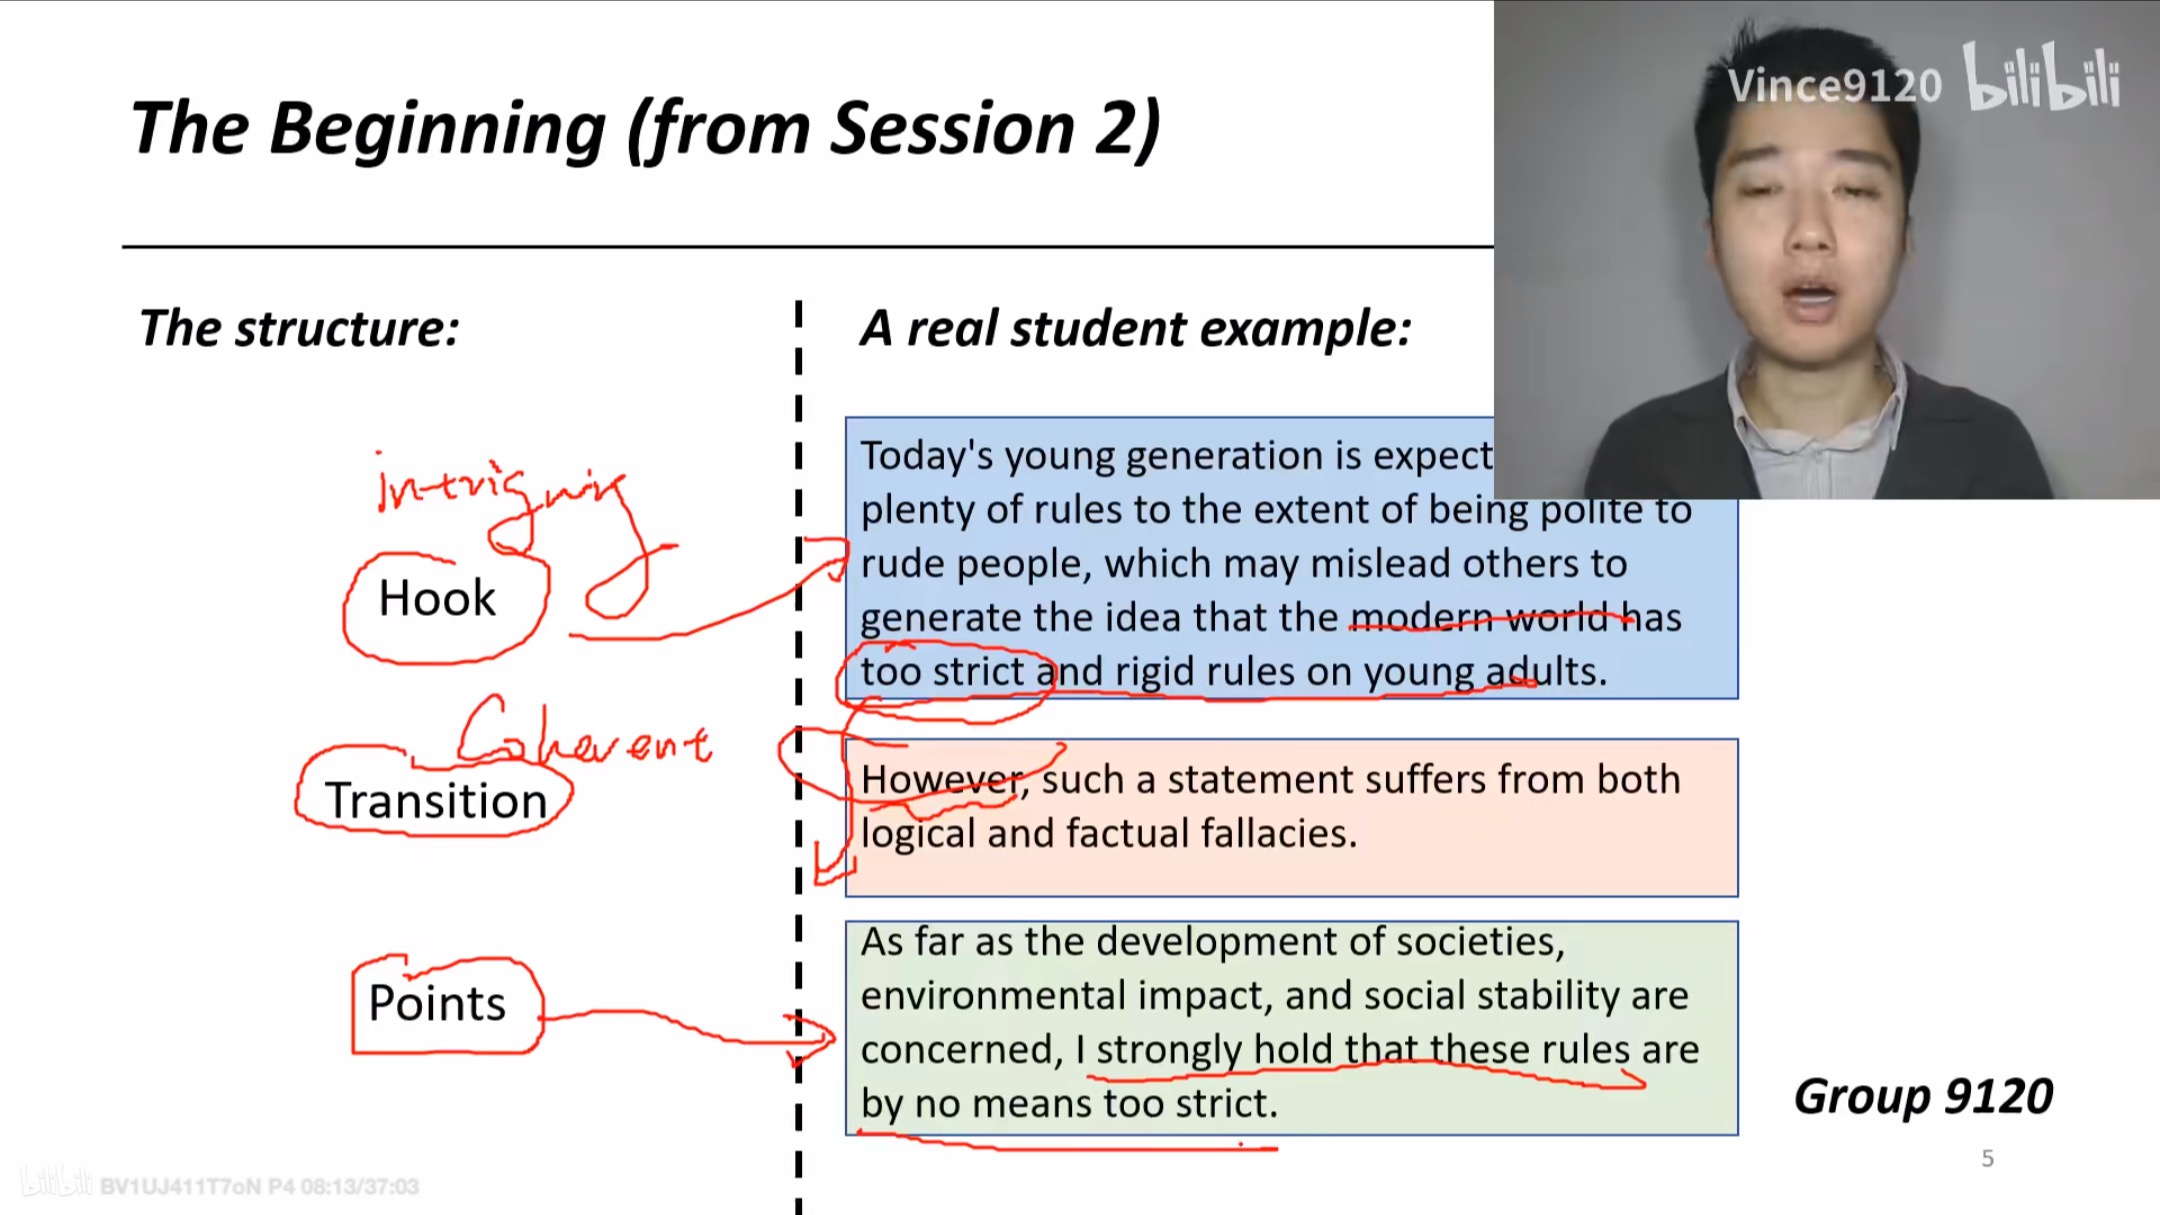 The Beginning (from Session 2)
Vince9120 bilibili
The structure:
A real student example:
intriguing
Hook
Today's young generation is expect
plenty of rules to the extent of being polite to
rude people, which may mislead others to
generate the idea that the modern world has
too strict and rigid rules on young adults.
Coherent
Transition
However, such a statement suffers from both
logical and factual fallacies.
Points
As far as the development of societies,
environmental impact, and social stability are
concerned, I strongly hold that these rules are
by no means too strict.
Group 9120
5
bilibili BV1UJ411T7oN P4 08:13/37:03